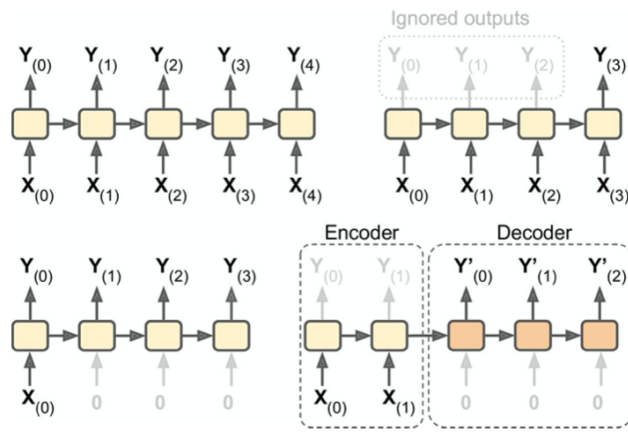 Ignored outputs
Y(0) Y(1) Y(2) Y(3) Y(4)
Y(0) Y(1) Y(2) Y(3)
X(0) X(1) X(2) X(3) X(4)
X(0) X(1) X(2) X(3)
Encoder Decoder
Y(0) Y(1) Y(2) Y(3)
Y(0) Y(1) Y'(0) Y'(1) Y'(2)
X(0) 0 0 0
X(0) X(1) 0 0 0